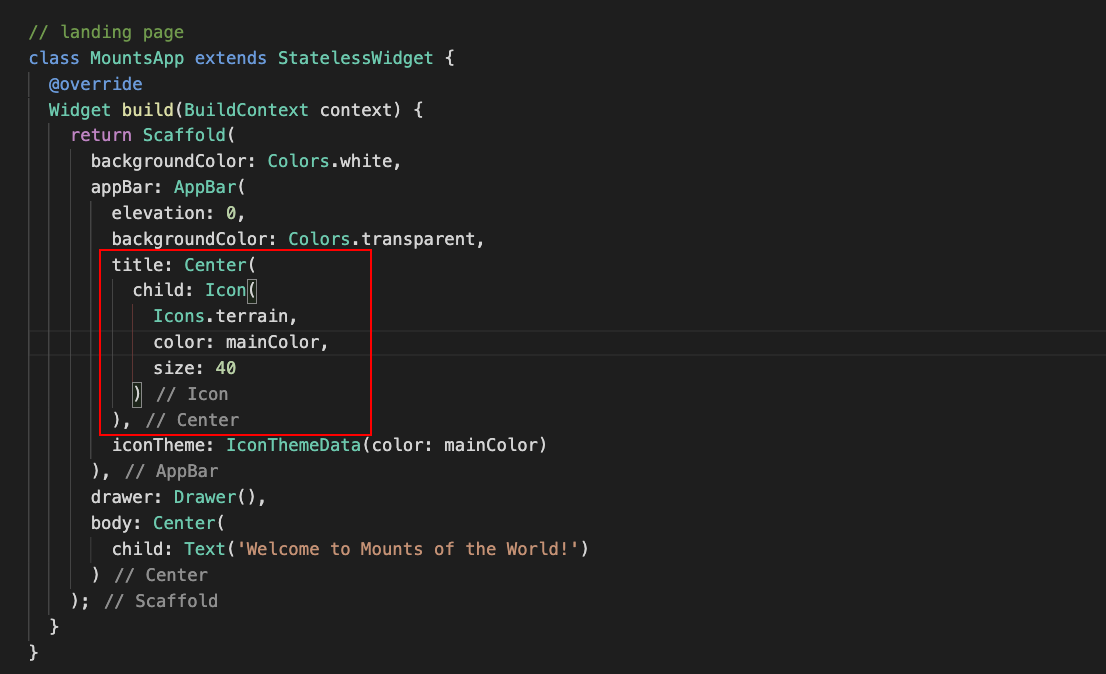 // landing page
class MountsApp extends StatelessWidget {
  @override
  Widget build(BuildContext context) {
    return Scaffold(
      backgroundColor: Colors.white,
      appBar: AppBar(
        elevation: 0,
        backgroundColor: Colors.transparent,
        title: Center(
          child: Icon(
            Icons.terrain,
            color: mainColor,
            size: 40
          ) // Icon
        ), // Center
        iconTheme: IconThemeData(color: mainColor)
      ), // AppBar
      drawer: Drawer(),
      body: Center(
        child: Text('Welcome to Mounts of the World!')
      ) // Center
    ); // Scaffold
  }
}